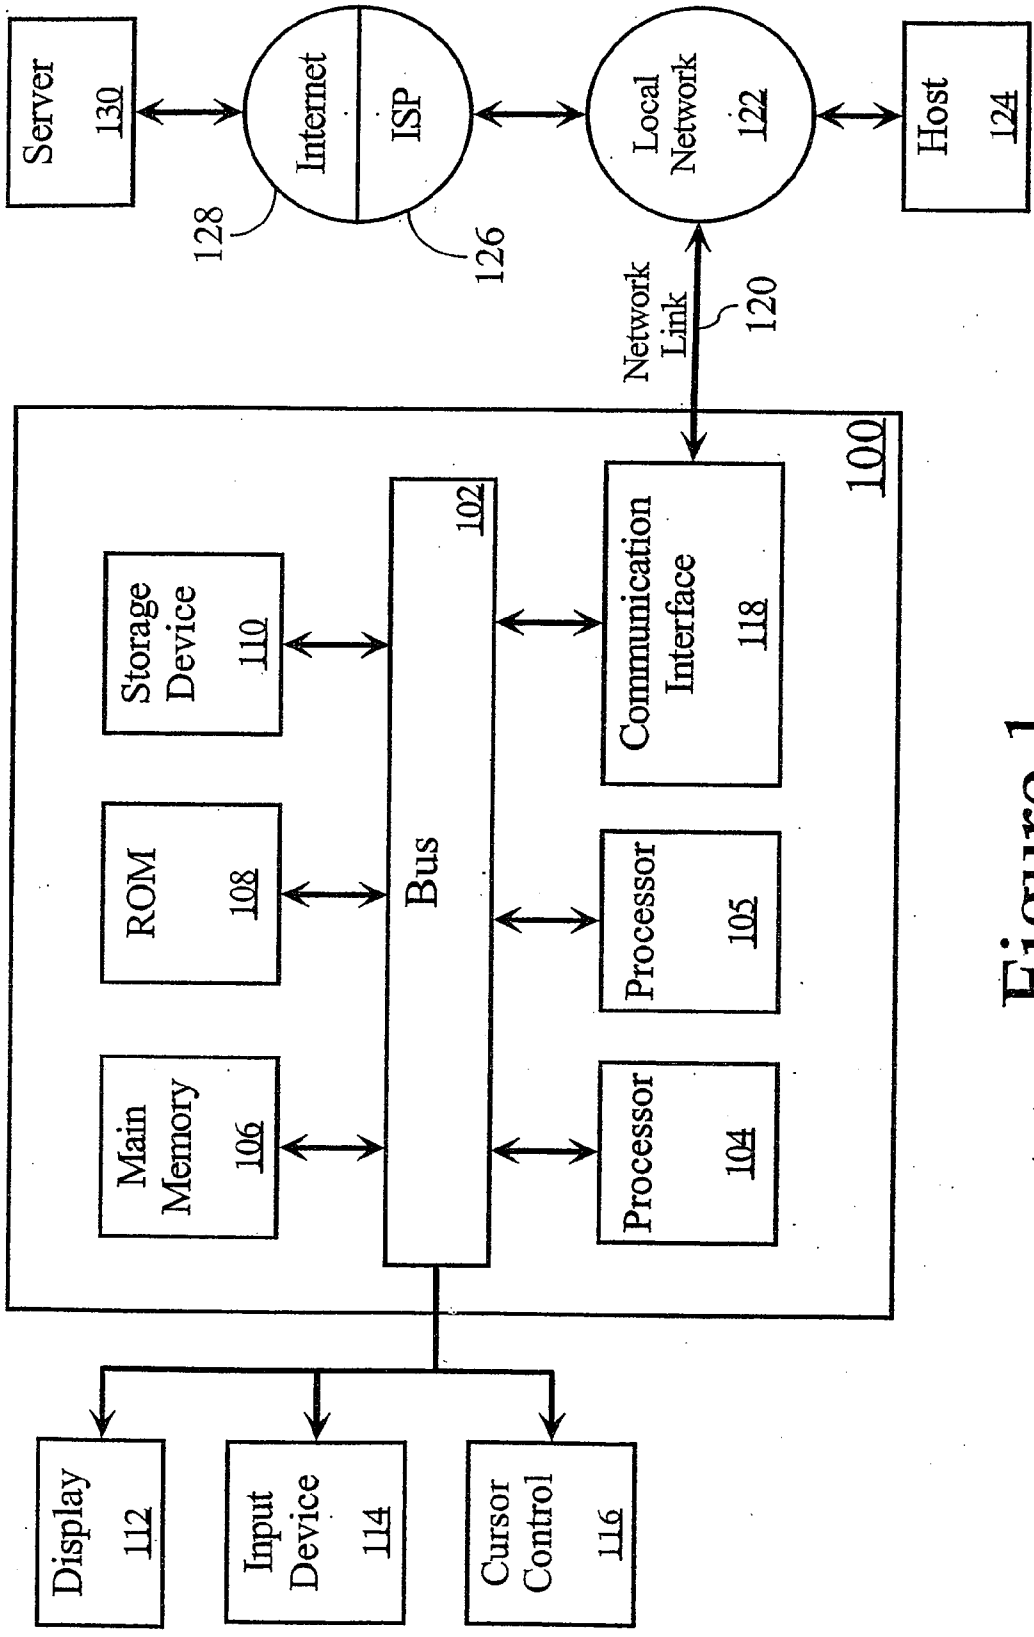 Display
112
Input
Device
114
Cursor
Control
116
Main
Memory
106
ROM
108
Storage
Device
110
Bus
102
Processor
104
Processor
105
Communication
Interface
118
100
Network
Link
120
Server
130
Internet
128
ISP
126
Local
Network
122
Host
124
Figure 1